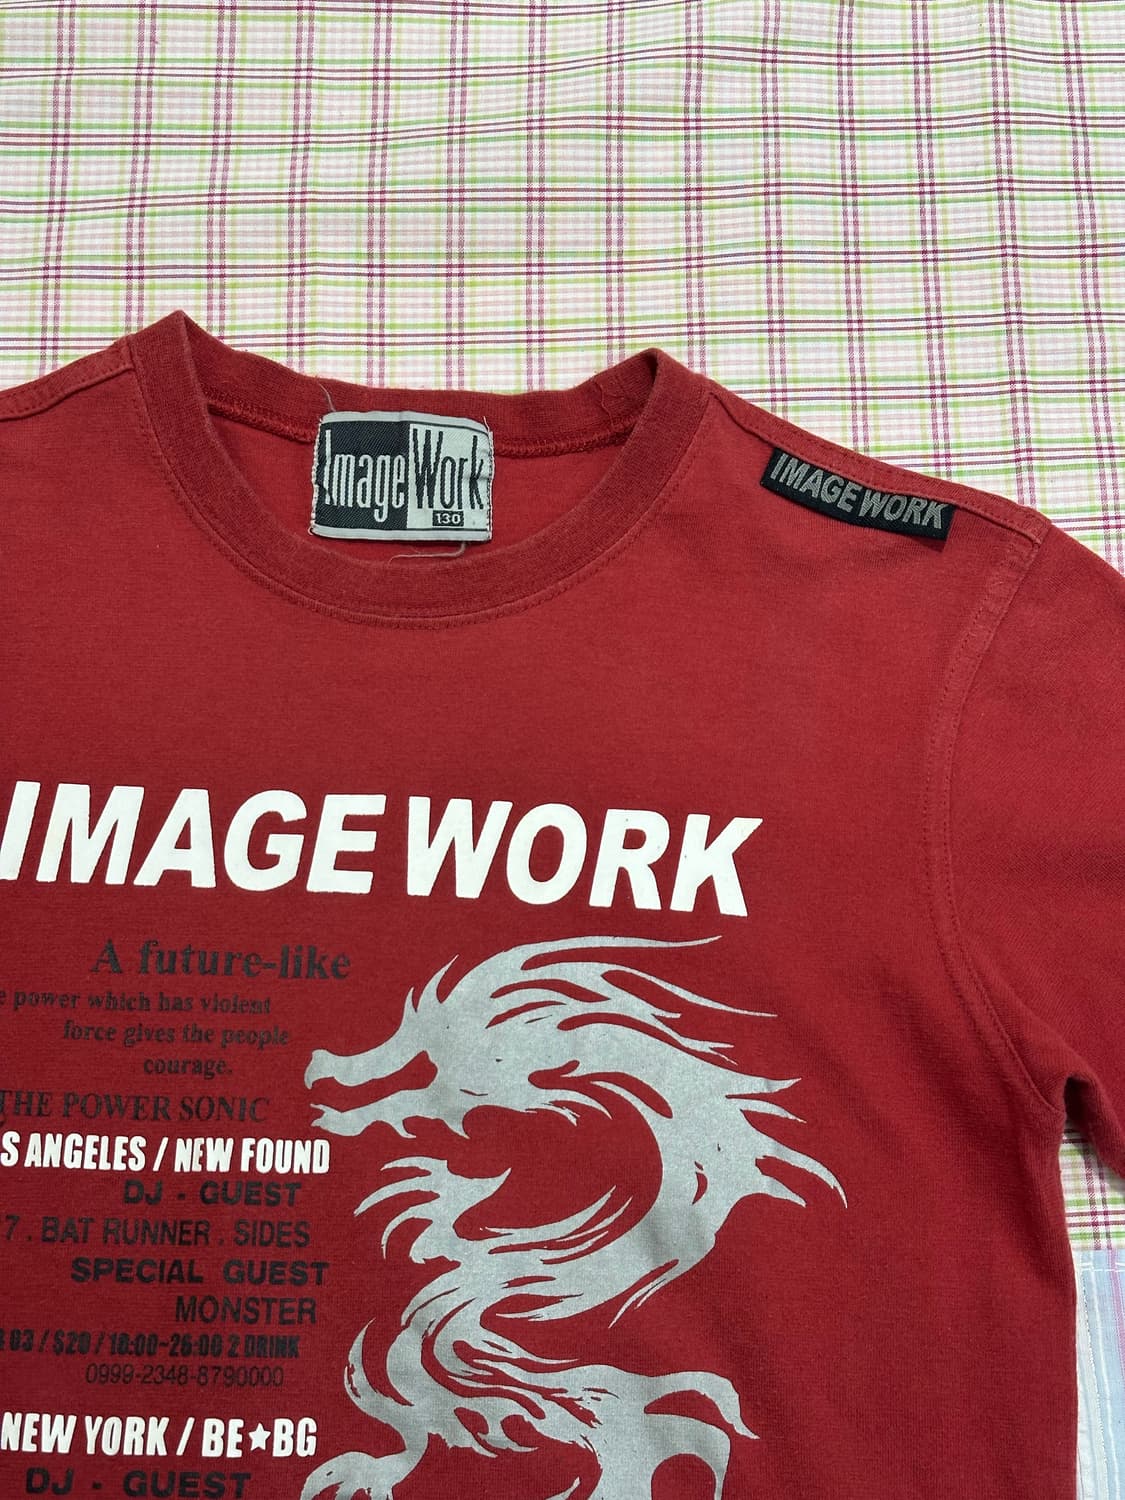 Image Work
130
IMAGE WORK
IMAGE WORK
A future-like
power which has violent
force gives the people
courage.
THE POWER SONIC
S ANGELES / NEW FOUND
DJ - GUEST
7 . BAT RUNNER . SIDES
SPECIAL GUEST
MONSTER
03 / $20 / 18:00-26:00 2 DRINK
0999-2348-8790000
NEW YORK / BE★BG
DJ - GUEST